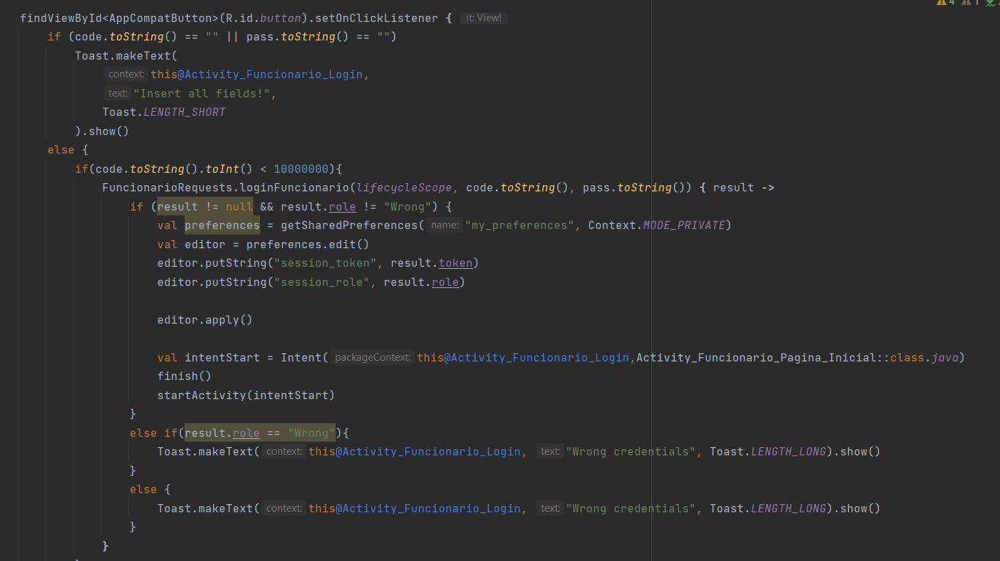 4 1
findViewById<AppCompatButton>(R.id.button).setOnClickListener { it: View!
if (code.toString() == "" || pass.toString() == "")
Toast.makeText(
context: this@Activity_Funcionario_Login,
text: "Insert all fields!",
Toast.LENGTH_SHORT
).show()
else {
if(code.toString().toInt() < 10000000){
FuncionarioRequests.loginFuncionario(lifecycleScope, code.toString(), pass.toString()) { result ->
if (result != null && result.role != "Wrong") {
val preferences = getSharedPreferences( name: "my_preferences", Context.MODE_PRIVATE)
val editor = preferences.edit()
editor.putString("session_token", result.token)
editor.putString("session_role", result.role)
editor.apply()
val intentStart = Intent( packageContext: this@Activity_Funcionario_Login,Activity_Funcionario_Pagina_Inicial::class.java)
finish()
startActivity(intentStart)
}
else if(result.role == "Wrong"){
Toast.makeText( context: this@Activity_Funcionario_Login, text: "Wrong credentials", Toast.LENGTH_LONG).show()
}
else {
Toast.makeText( context: this@Activity_Funcionario_Login, text: "Wrong credentials", Toast.LENGTH_LONG).show()
}
}